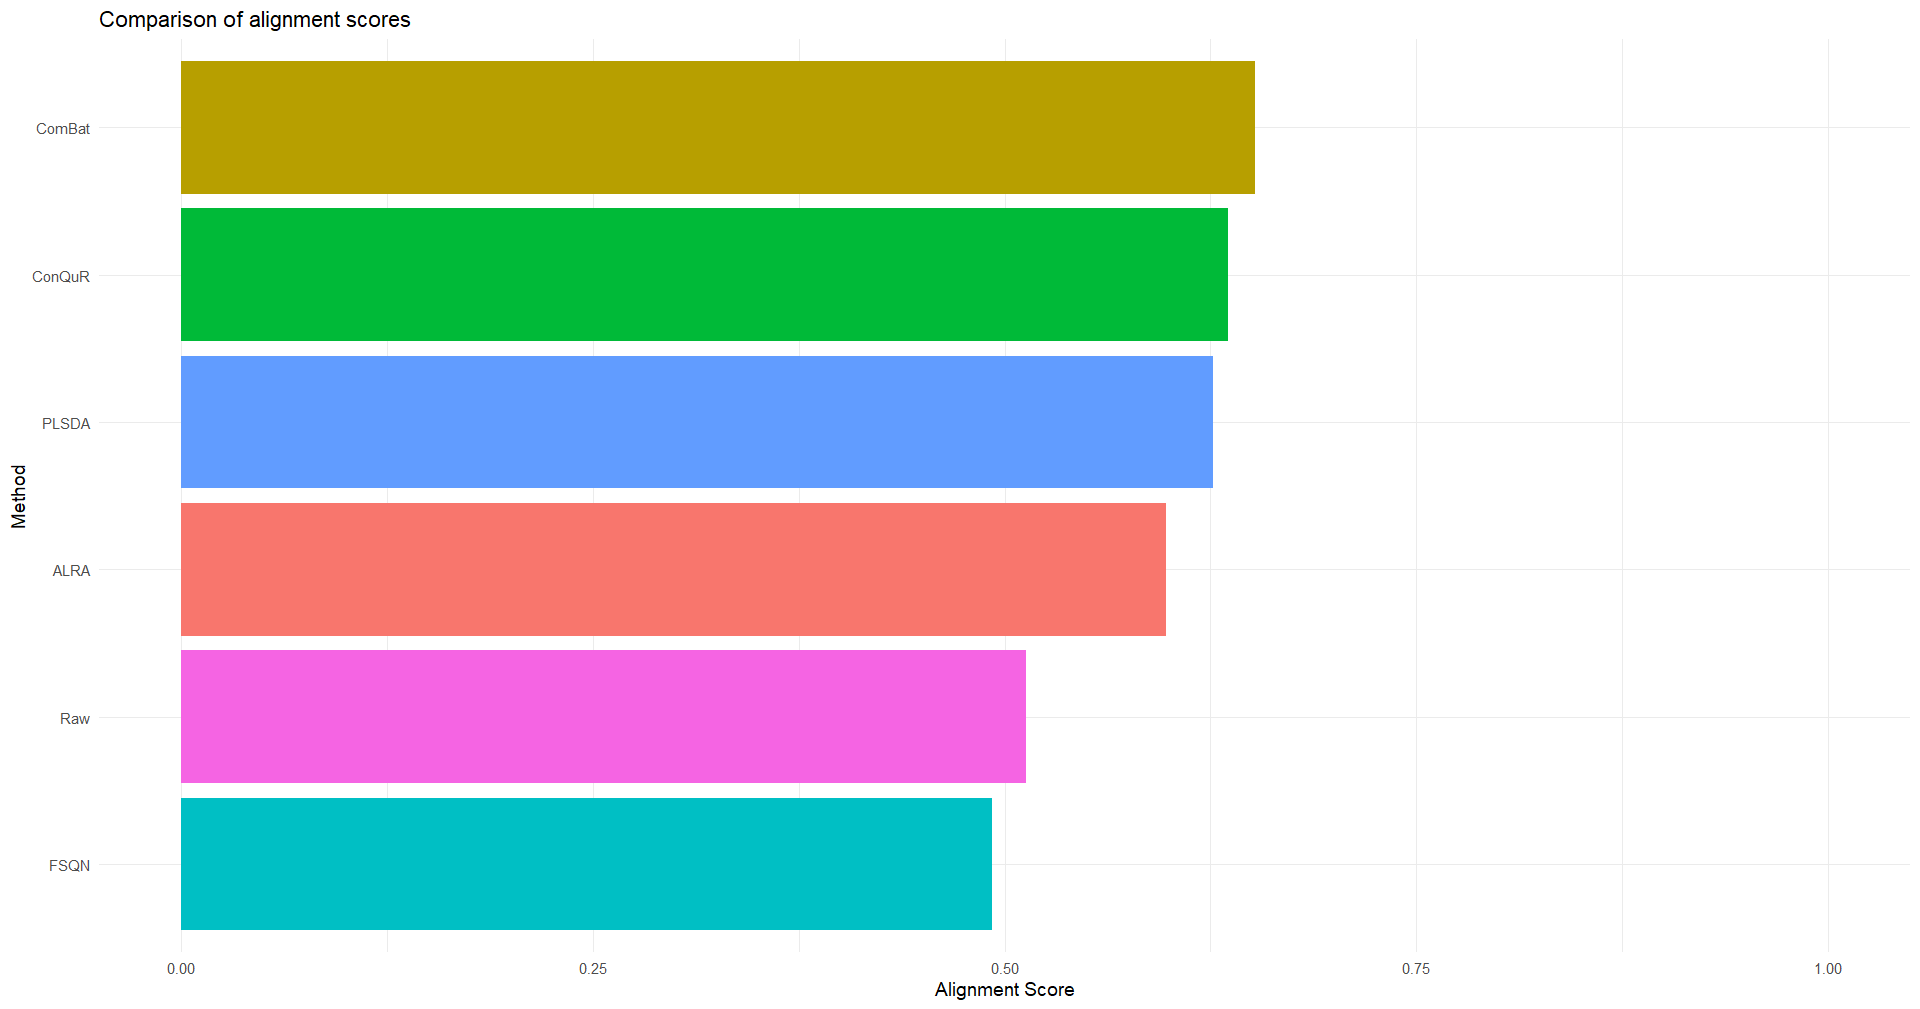 Comparison of alignment scores
Method
ComBat
ConQuR
PLSDA
ALRA
Raw
FSQN
0.00 0.25 0.50 0.75 1.00
Alignment Score